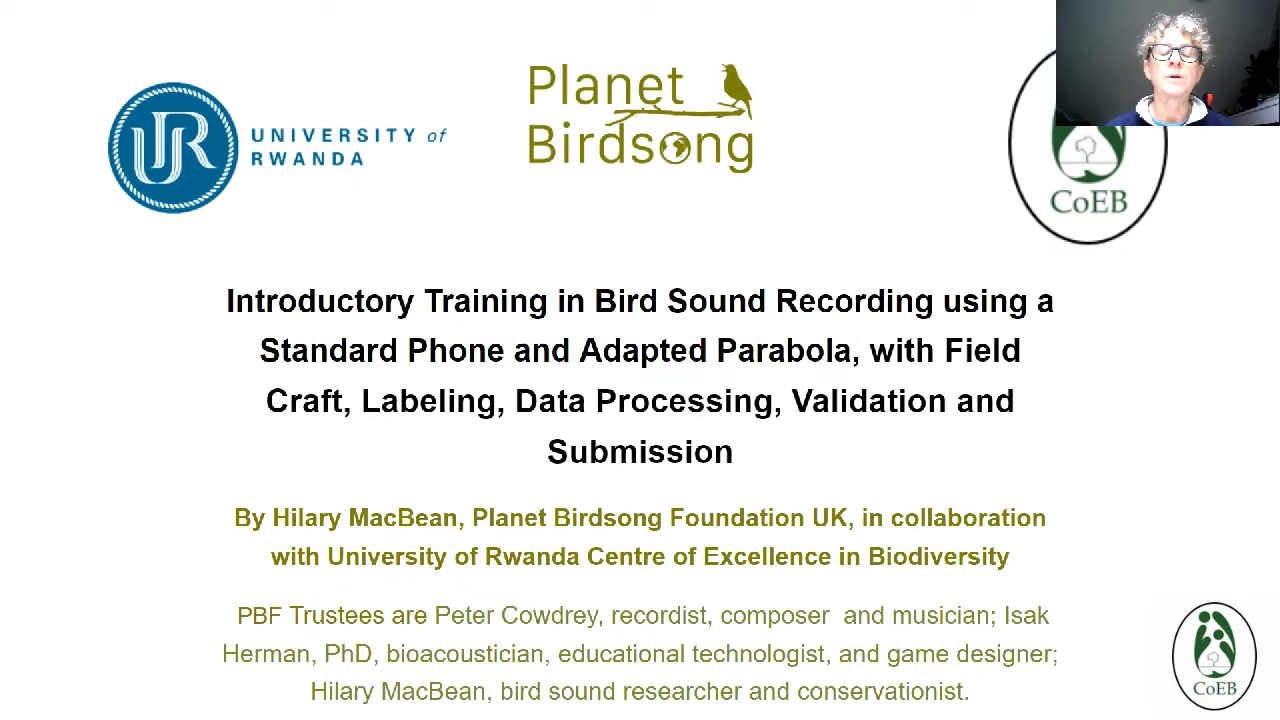 UR
UNIVERSITY of
RWANDA
Planet
Birdsong
CoEB
Introductory Training in Bird Sound Recording using a
Standard Phone and Adapted Parabola, with Field
Craft, Labeling, Data Processing, Validation and
Submission
By Hilary MacBean, Planet Birdsong Foundation UK, in collaboration
with University of Rwanda Centre of Excellence in Biodiversity
PBF Trustees are Peter Cowdrey, recordist, composer and musician; Isak
Herman, PhD, bioacoustician, educational technologist, and game designer;
Hilary MacBean, bird sound researcher and conservationist.
CoEB